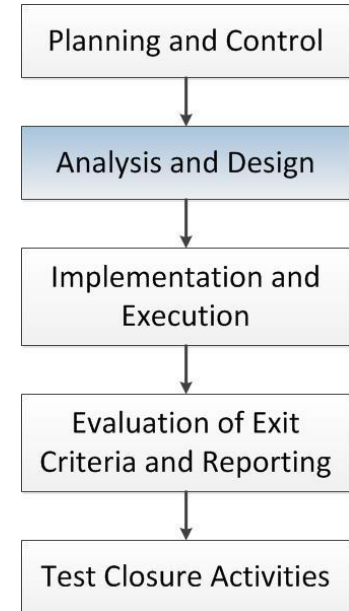 Planning and Control
Analysis and Design
Implementation and
Execution
Evaluation of Exit
Criteria and Reporting
Test Closure Activities